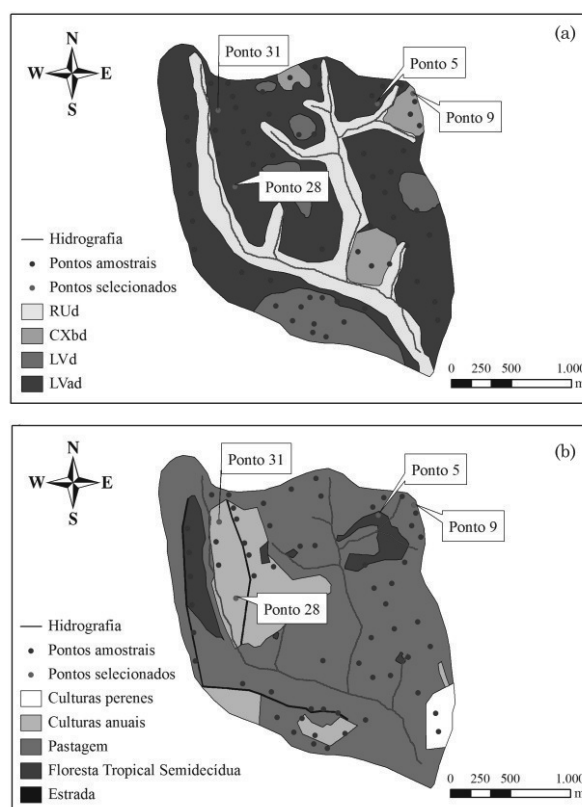 (a)
N
W E
S
Ponto 31
Ponto 5
Ponto 9
Ponto 28
Hidrografia
Pontos amostrais
Pontos selecionados
RUd
CXbd
LVd
LVad
0 250 500 1.000
m
(b)
N
W E
S
Ponto 31
Ponto 5
Ponto 9
Ponto 28
Hidrografia
Pontos amostrais
Pontos selecionados
Culturas perenes
Culturas anuais
Pastagem
Floresta Tropical Semidecídua
Estrada
0 250 500 1.000
m